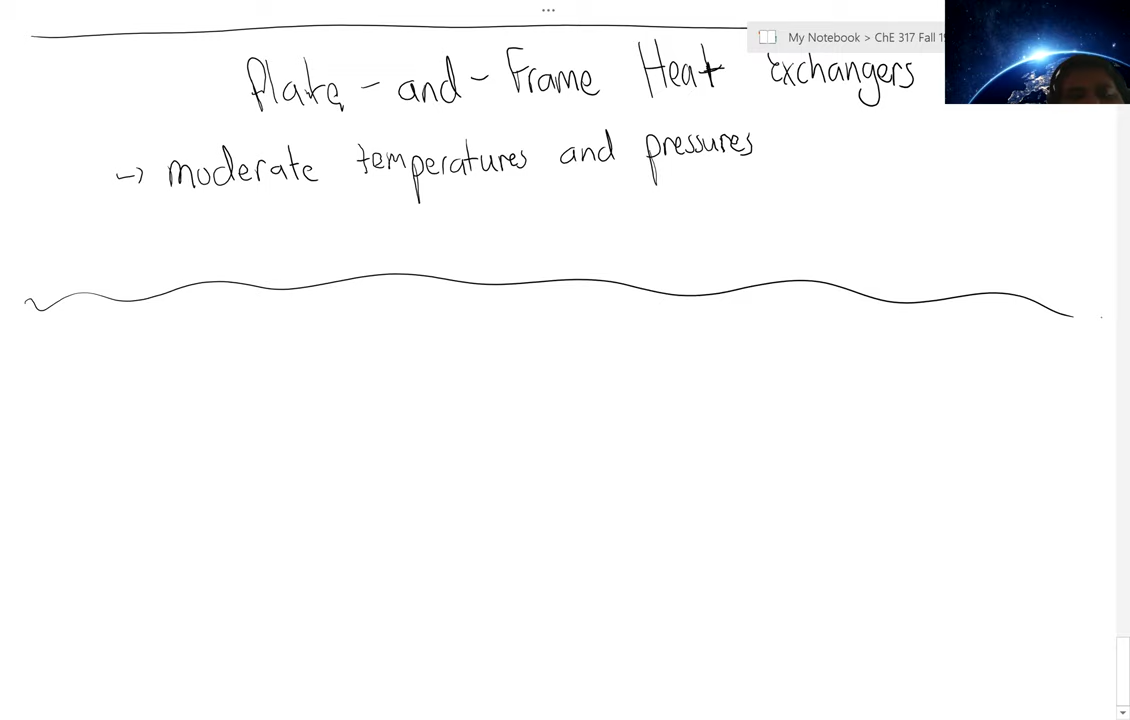 My Notebook > ChE 317 Fall 1
Plate-and-Frame Heat Exchangers
→ moderate temperatures and pressures